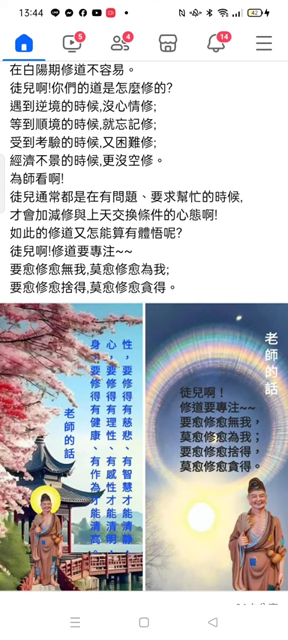 13:44
42
5
4
14
在白陽期修道不容易。
徒兒啊!你們的道是怎麼修的?
遇到逆境的時候,沒心情修;
等到順境的時候,就忘記修;
受到考驗的時候,又困難修;
經濟不景的時候,更沒空修。
為師看啊!
徒兒通常都是在有問題、要求幫忙的時候,
才會加減修與上天交換條件的心態啊!
如此的修道又怎能算有體悟呢?
徒兒啊!修道要專注~~
要愈修愈無我,莫愈修愈為我;
要愈修愈捨得,莫愈修愈貪得。
性,要修得有慈悲、有智慧才能清靜。
心,要修得有理性、有感性才能清明。
身,要修得有健康、有作為才能清高。
老師的話
老師的話
徒兒啊！
修道要專注~~
要愈修愈無我，
莫愈修愈為我；
要愈修愈捨得，
莫愈修愈貪得。